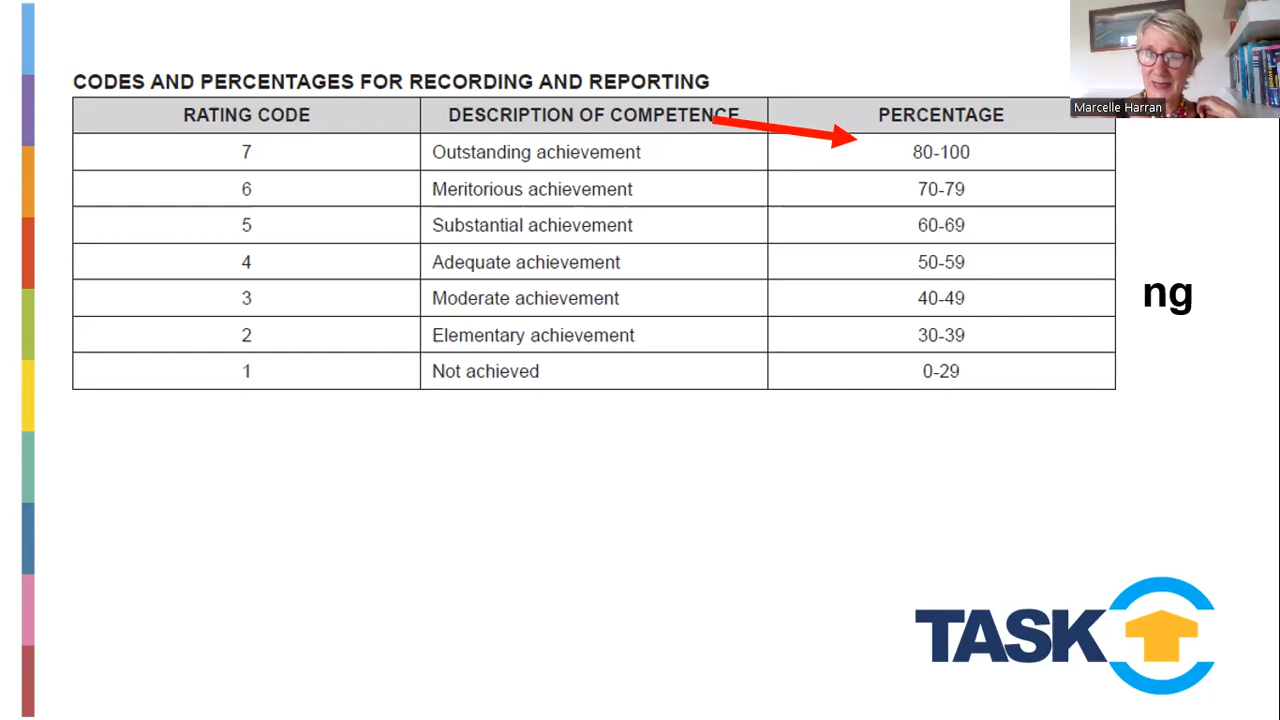 Marcelle Harran
CODES AND PERCENTAGES FOR RECORDING AND REPORTING
RATING CODE DESCRIPTION OF COMPETENCE PERCENTAGE
7 Outstanding achievement 80-100
6 Meritorious achievement 70-79
5 Substantial achievement 60-69
4 Adequate achievement 50-59
3 Moderate achievement 40-49
2 Elementary achievement 30-39
1 Not achieved 0-29
ng
TASK